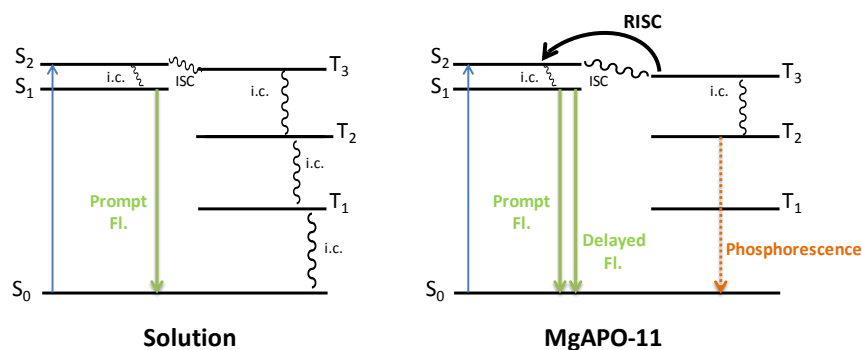 S2
S1
S0
i.c.
ISC
T3
i.c.
T2
i.c.
T1
i.c.
Prompt
Fl.
Solution
RISC
S2
S1
S0
i.c.
ISC
T3
i.c.
T2
T1
Prompt
Fl.
Delayed
Fl.
Phosphorescence
MgAPO-11